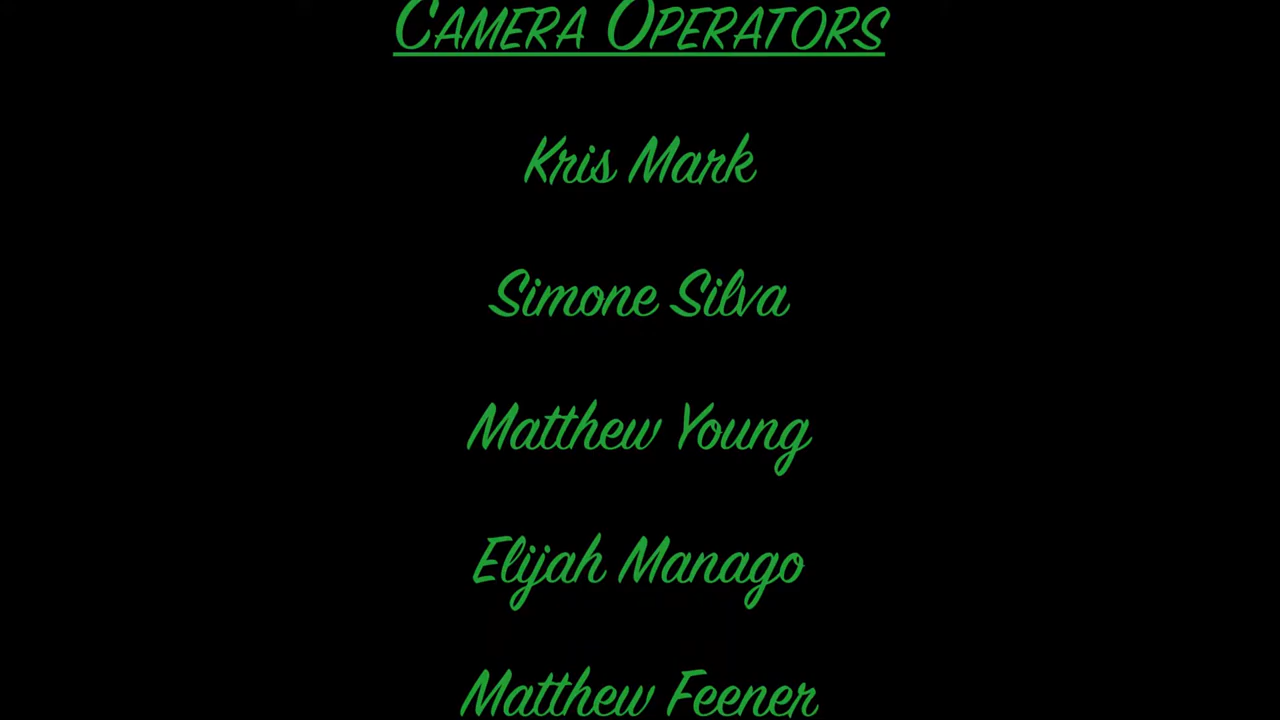 CAMERA OPERATORS
Kris Mark
Simone Silva
Matthew Young
Elijah Manago
Matthew Feener